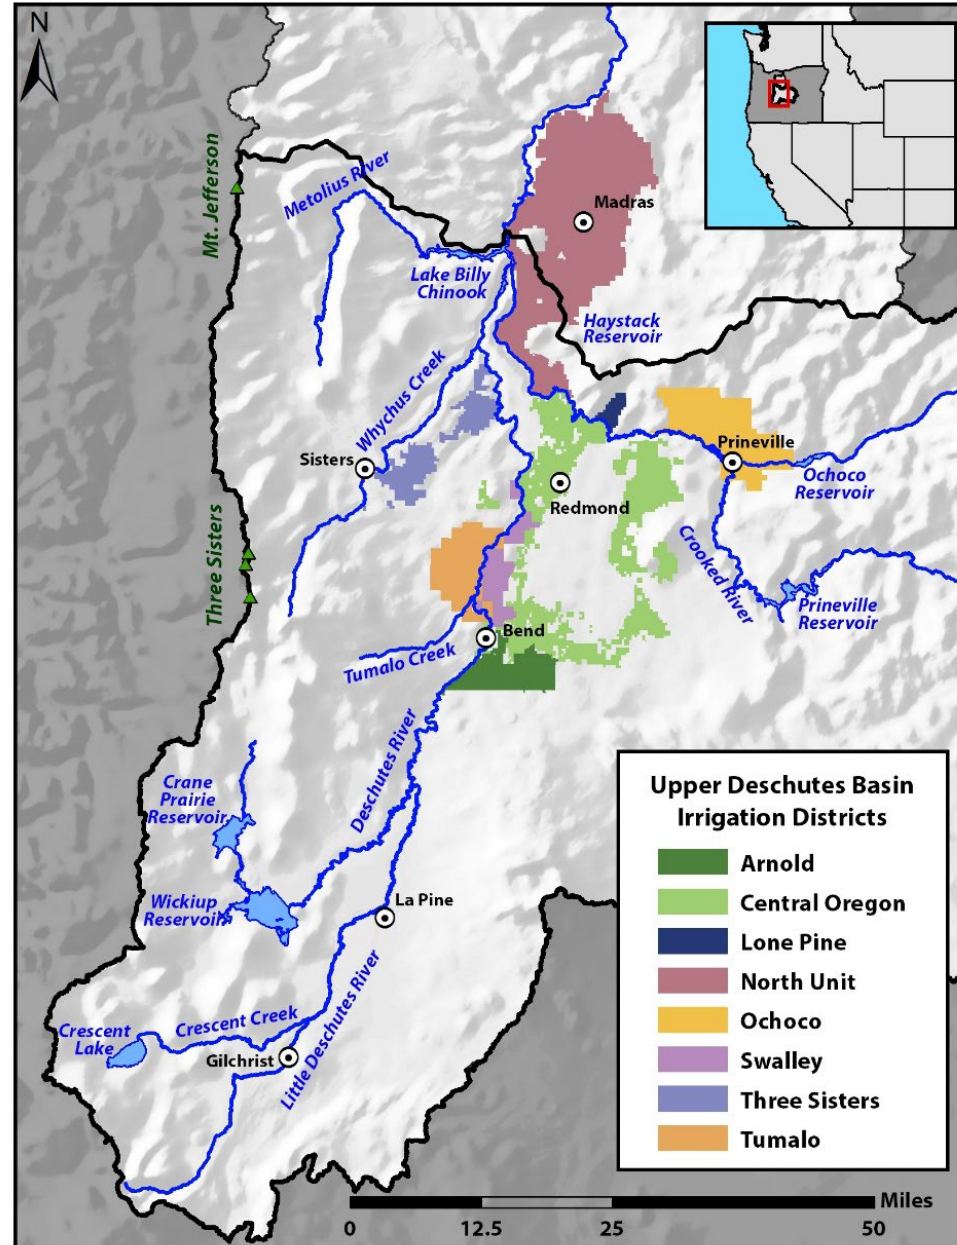 N
Mt. Jefferson
Metolius River
Madras
Lake Billy
Chinook
Haystack
Reservoir
Whychus Creek
Sisters
Prineville
Ochoco
Reservoir
Redmond
Three Sisters
Crooked River
Prineville
Reservoir
Bend
Tumalo Creek
Deschutes River
Crane
Prairie
Reservoir
Wickiup
Reservoir
La Pine
Crescent Creek
Crescent
Lake
Gilchrist
Little Deschutes River
Upper Deschutes Basin
Irrigation Districts
Arnold
Central Oregon
Lone Pine
North Unit
Ochoco
Swalley
Three Sisters
Tumalo
Miles
0 12.5 25 50